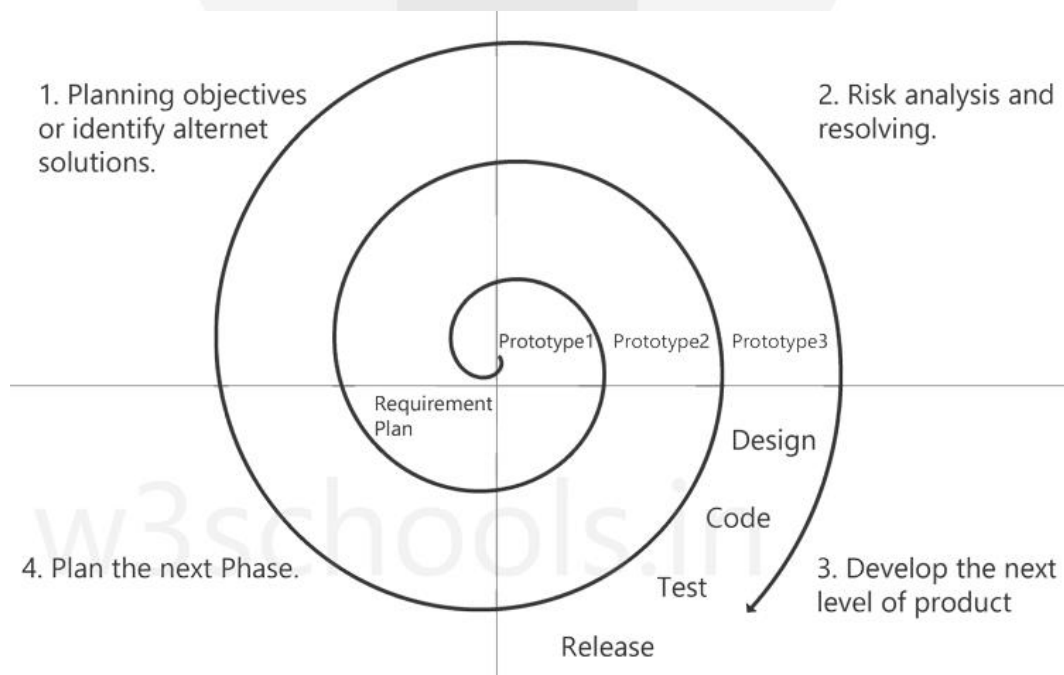 1. Planning objectives
or identify alternet
solutions.
2. Risk analysis and
resolving.
Prototype1
Prototype2
Prototype3
Requirement
Plan
Design
Code
Test
Release
w3schools.in
4. Plan the next Phase.
3. Develop the next
level of product